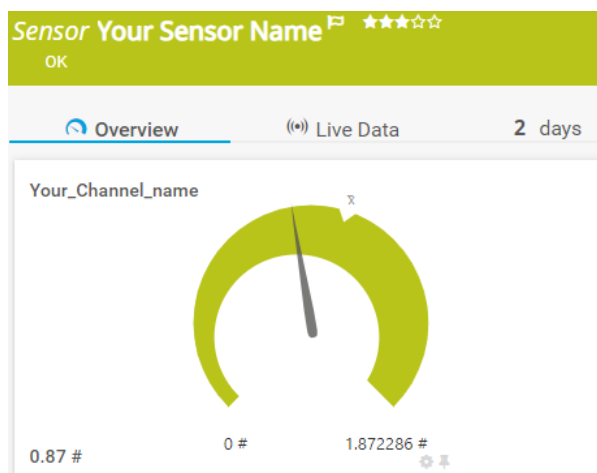 Sensor Your Sensor Name
OK
Overview
Live Data
2 days
Your_Channel_name
x̄
0 #
1.872286 #
0.87 #